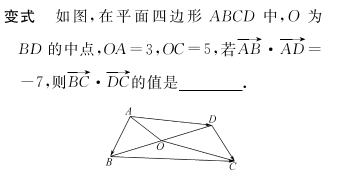 变式 如图,在平面四边形 ABCD 中,O 为
BD 的中点,OA=3,OC=5,若$\overrightarrow{AB}$·$\overrightarrow{AD}$=
-7,则$\overrightarrow{BC}$·$\overrightarrow{DC}$的值是________.
A
D
O
B
C